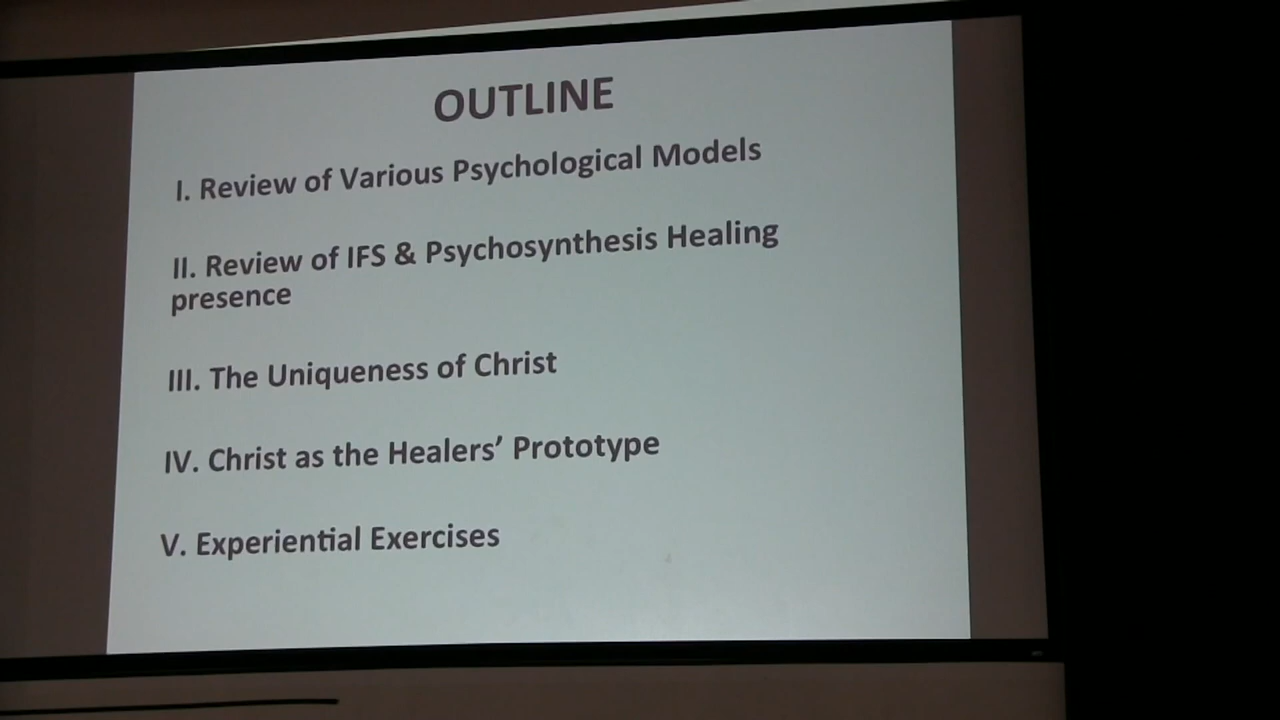 OUTLINE
I. Review of Various Psychological Models
II. Review of IFS & Psychosynthesis Healing
presence
III. The Uniqueness of Christ
IV. Christ as the Healers’ Prototype
V. Experiential Exercises